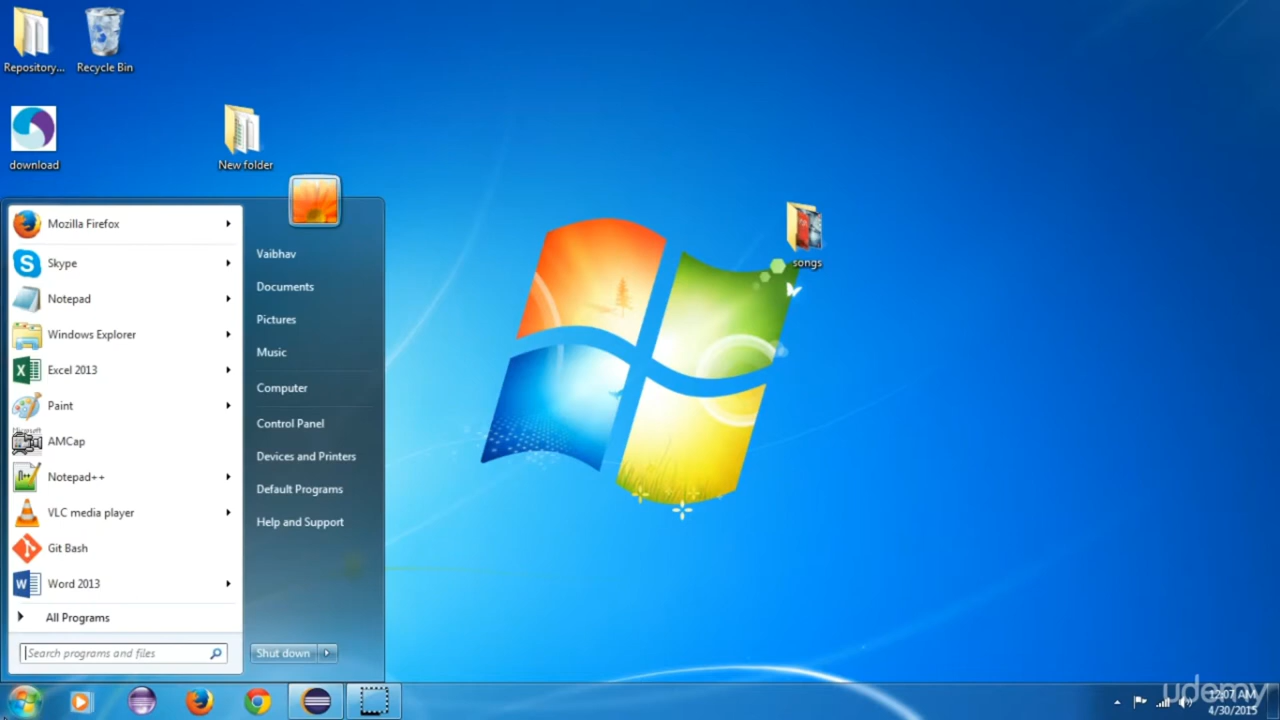 Repository...
Recycle Bin
download
New folder
songs
Mozilla Firefox
Skype
Notepad
Windows Explorer
Excel 2013
Paint
Microsoft
AMCap
Notepad++
VLC media player
Git Bash
Word 2013
All Programs
Search programs and files
Vaibhav
Documents
Pictures
Music
Computer
Control Panel
Devices and Printers
Default Programs
Help and Support
Shut down
udemy
12:07 AM
4/30/2015